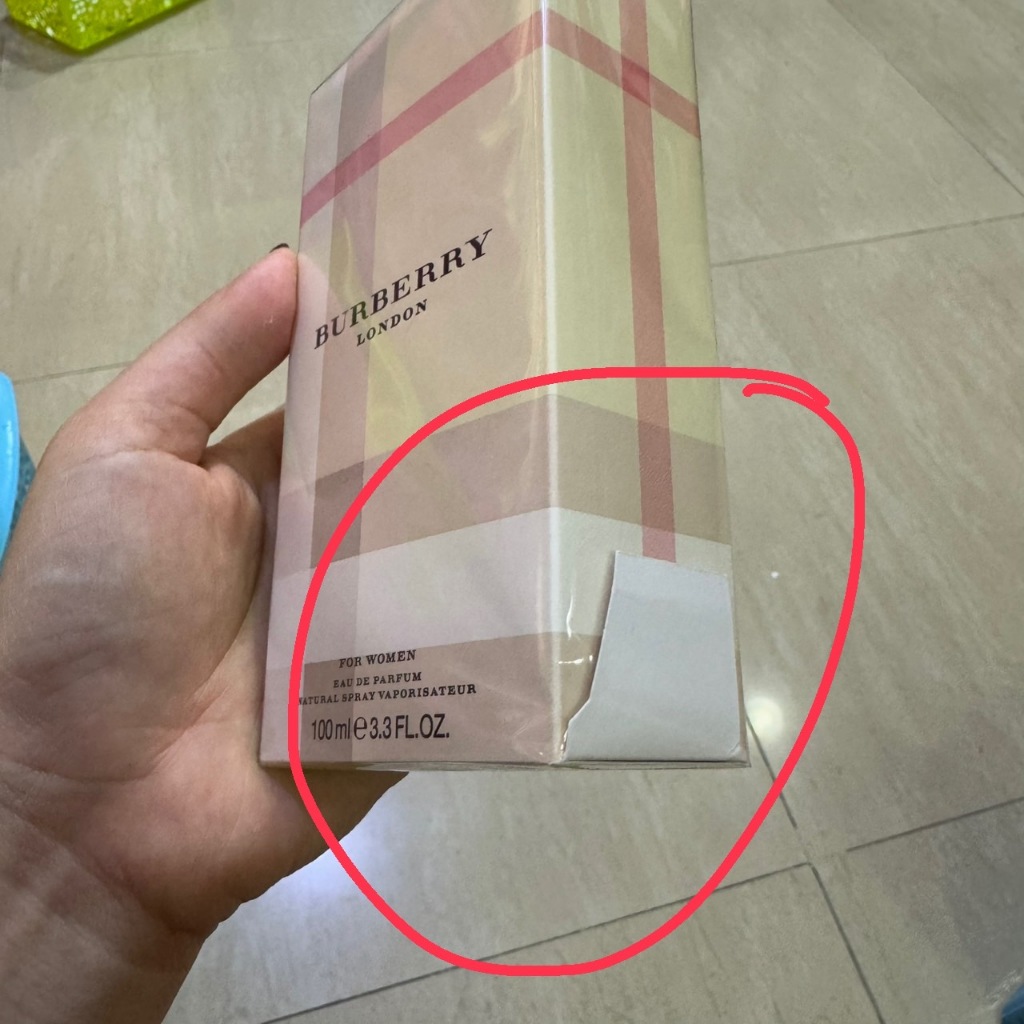 BURBERRY
LONDON
FOR WOMEN
EAU DE PARFUM
NATURAL SPRAY VAPORISATEUR
100 ml e 3.3 FL.OZ.